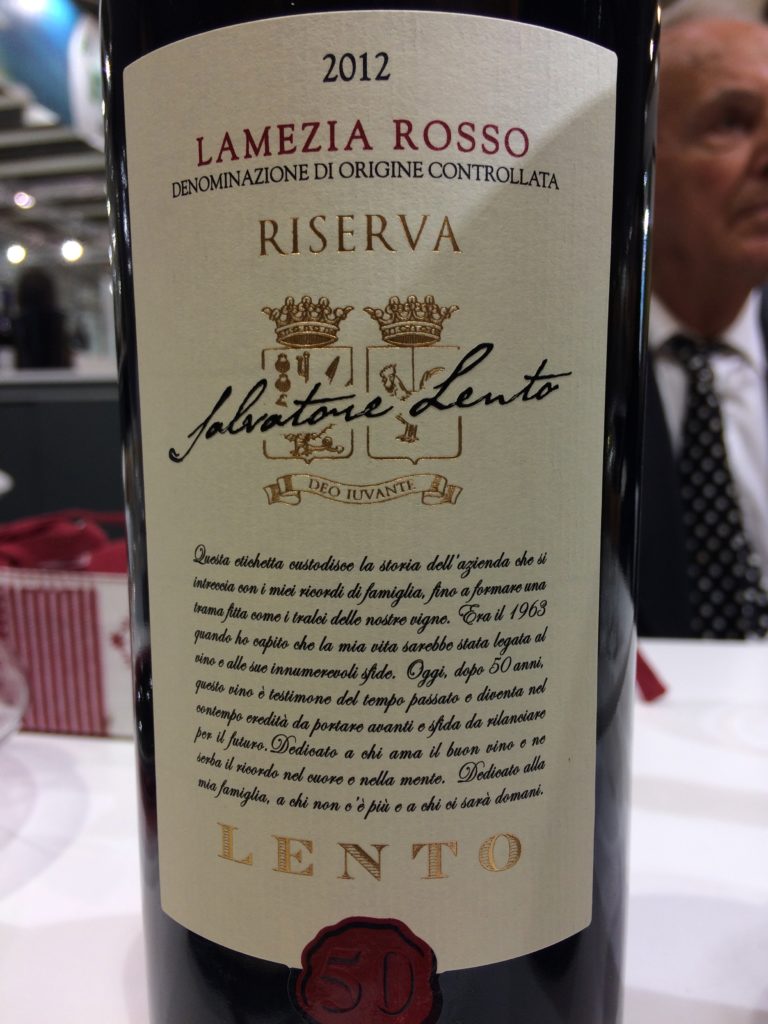 2012
LAMEZIA ROSSO
DENOMINAZIONE DI ORIGINE CONTROLLATA
RISERVA
Salvatore Lento
DEO IUVANTE
Questa etichetta custodisce la storia dell'azienda che si
intreccia con i miei ricordi di famiglia, fino a formare una
trama fitta come i tralci delle nostre vigne. Era il 1963
quando ho capito che la mia vita sarebbe stata legata al
vino e alle sue innumerevoli sfide. Oggi, dopo 50 anni,
questo vino è testimone del tempo passato e diventa nel
contempo eredità da portare avanti e sfida da rilanciare
per il futuro. Dedicato a chi ama il buon vino e ne
serba il ricordo nel cuore e nella mente. Dedicato alla
mia famiglia, a chi non c'è più e a chi ci sarà domani.
LENTO
50